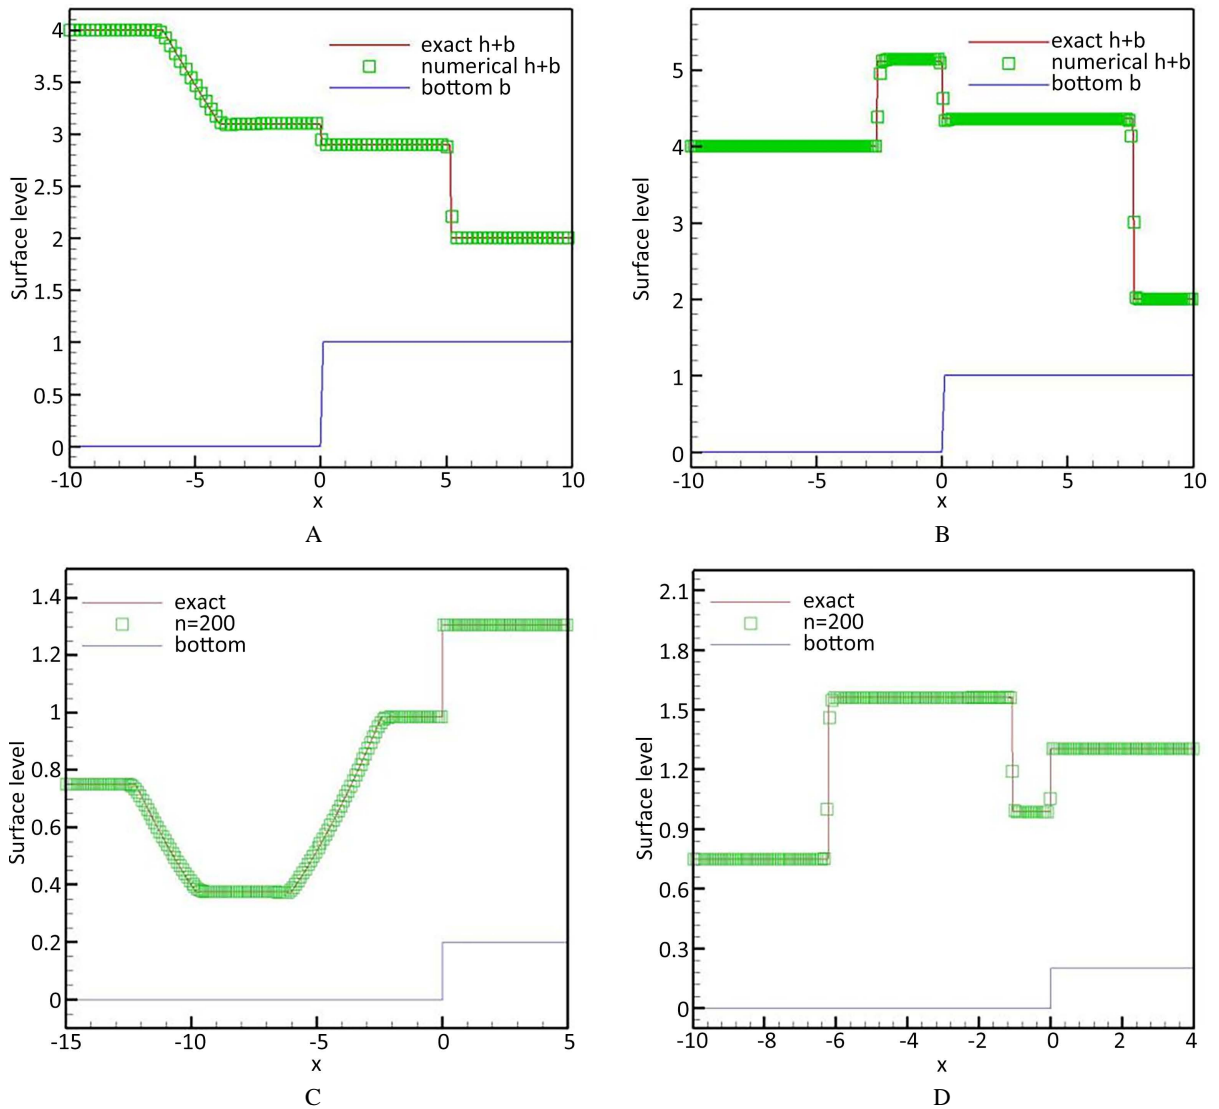 4
3.5
3
2.5
2
1.5
1
0.5
0
-10
-5
0
5
10
Surface level
x
exact h+b
numerical h+b
bottom b
A
5
4
3
2
1
0
-10
-5
0
5
10
Surface level
x
exact h+b
numerical h+b
bottom b
B
1.4
1.2
1
0.8
0.6
0.4
0.2
0
-15
-10
-5
0
5
Surface level
x
exact
n=200
bottom
C
2.1
1.8
1.5
1.2
0.9
0.6
0.3
0
-10
-8
-6
-4
-2
0
2
4
Surface level
x
exact
n=200
bottom
D